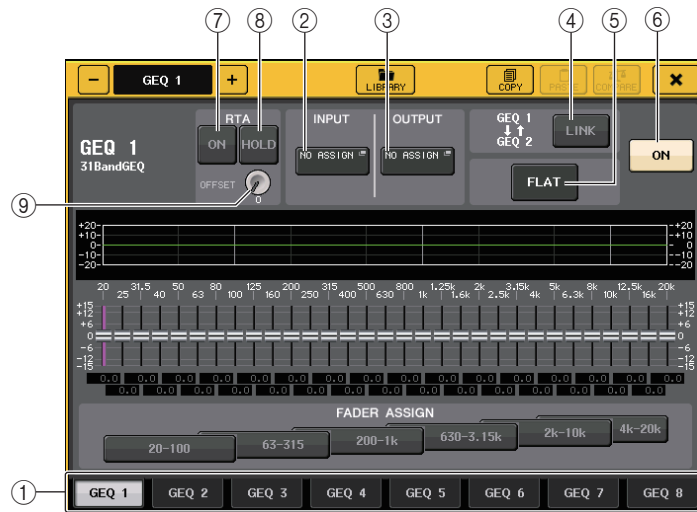 ⑦ ⑧ ② ③ ④ ⑤ ⑥
− GEQ 1 + LIBRARY COPY PASTE COMPARE ×
GEQ 1
31BandGEQ
RTA
ON HOLD
OFFSET
0
INPUT
NO ASSIGN
OUTPUT
NO ASSIGN
GEQ 1
↓↑
GEQ 2
LINK
FLAT
ON
⑨
+20 +20
+10 +10
0 0
−10 −10
−20 −20
20 31.5 50 80 125 200 315 500 800 1.25k 2k 3.15k 5k 8k 12.5k 20k
25 40 63 100 160 250 400 630 1k 1.6k 2.5k 4k 6.3k 10k 16k
+15 +15
+12 +12
+6 +6
0 0
−6 −6
−12 −12
−15 −15
0.0 0.0 0.0 0.0 0.0 0.0 0.0 0.0 0.0 0.0 0.0 0.0 0.0 0.0 0.0 0.0
0.0 0.0 0.0 0.0 0.0 0.0 0.0 0.0 0.0 0.0 0.0 0.0 0.0 0.0 0.0
FADER ASSIGN
20-100 63-315 200-1k 630-3.15k 2k-10k 4k-20k
① GEQ 1 GEQ 2 GEQ 3 GEQ 4 GEQ 5 GEQ 6 GEQ 7 GEQ 8